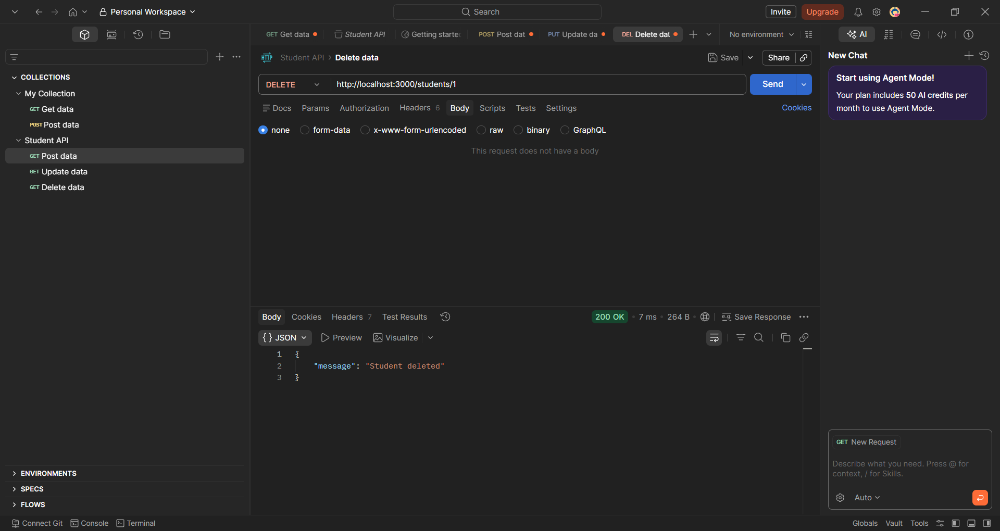 Personal Workspace
Search
Invite
Upgrade
GET Get data
Student API
Getting starte
POST Post dat
PUT Update da
DEL Delete dat
No environment
AI
Student API > Delete data
Save
Share
New Chat
COLLECTIONS
My Collection
GET Get data
POST Post data
Student API
GET Post data
GET Update data
GET Delete data
DELETE
http://localhost:3000/students/1
Send
Start using Agent Mode!
Your plan includes 50 AI credits per
month to use Agent Mode.
Docs
Params
Authorization
Headers 6
Body
Scripts
Tests
Settings
Cookies
none
form-data
x-www-form-urlencoded
raw
binary
GraphQL
This request does not have a body
Body
Cookies
Headers 7
Test Results
200 OK
7 ms
264 B
e.g. Save Response
{} JSON
Preview
Visualize
1 {
2 "message": "Student deleted"
3 }
GET New Request
Describe what you need. Press @ for
context, / for Skills.
Auto
ENVIRONMENTS
SPECS
FLOWS
Connect Git
Console
Terminal
Globals
Vault
Tools
HTTP